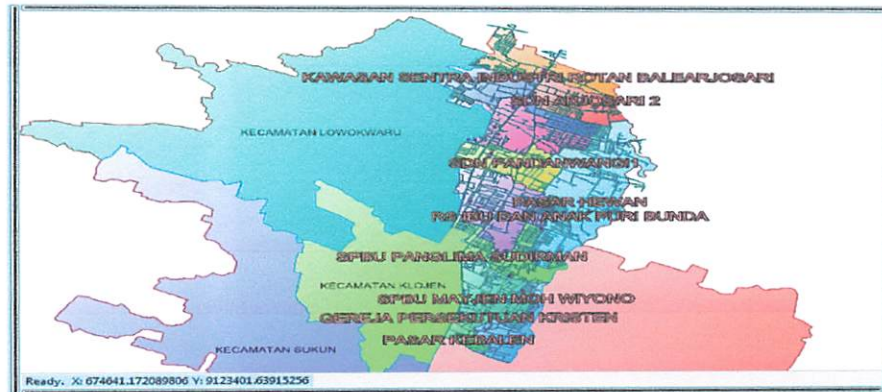 KAWASAN SENTRA INDUSTRI ROTAN BALEARJOSARI
SDN ARJOSARI 2
KECAMATAN LOWOKWARU
SDN PANDANWANGI 1
PASAR HEWAN
RS IBU DAN ANAK PURI BUNDA
SPBU PANGLIMA SUDIRMAN
KECAMATAN KLOJEN
SPBU MAYJEN MOH WIYONO
GEREJA PERSEKUTUAN KRISTEN
PASAR KEBALEN
KECAMATAN SUKUN
Ready. X: 674641.172089806 Y: 9123401.63915256